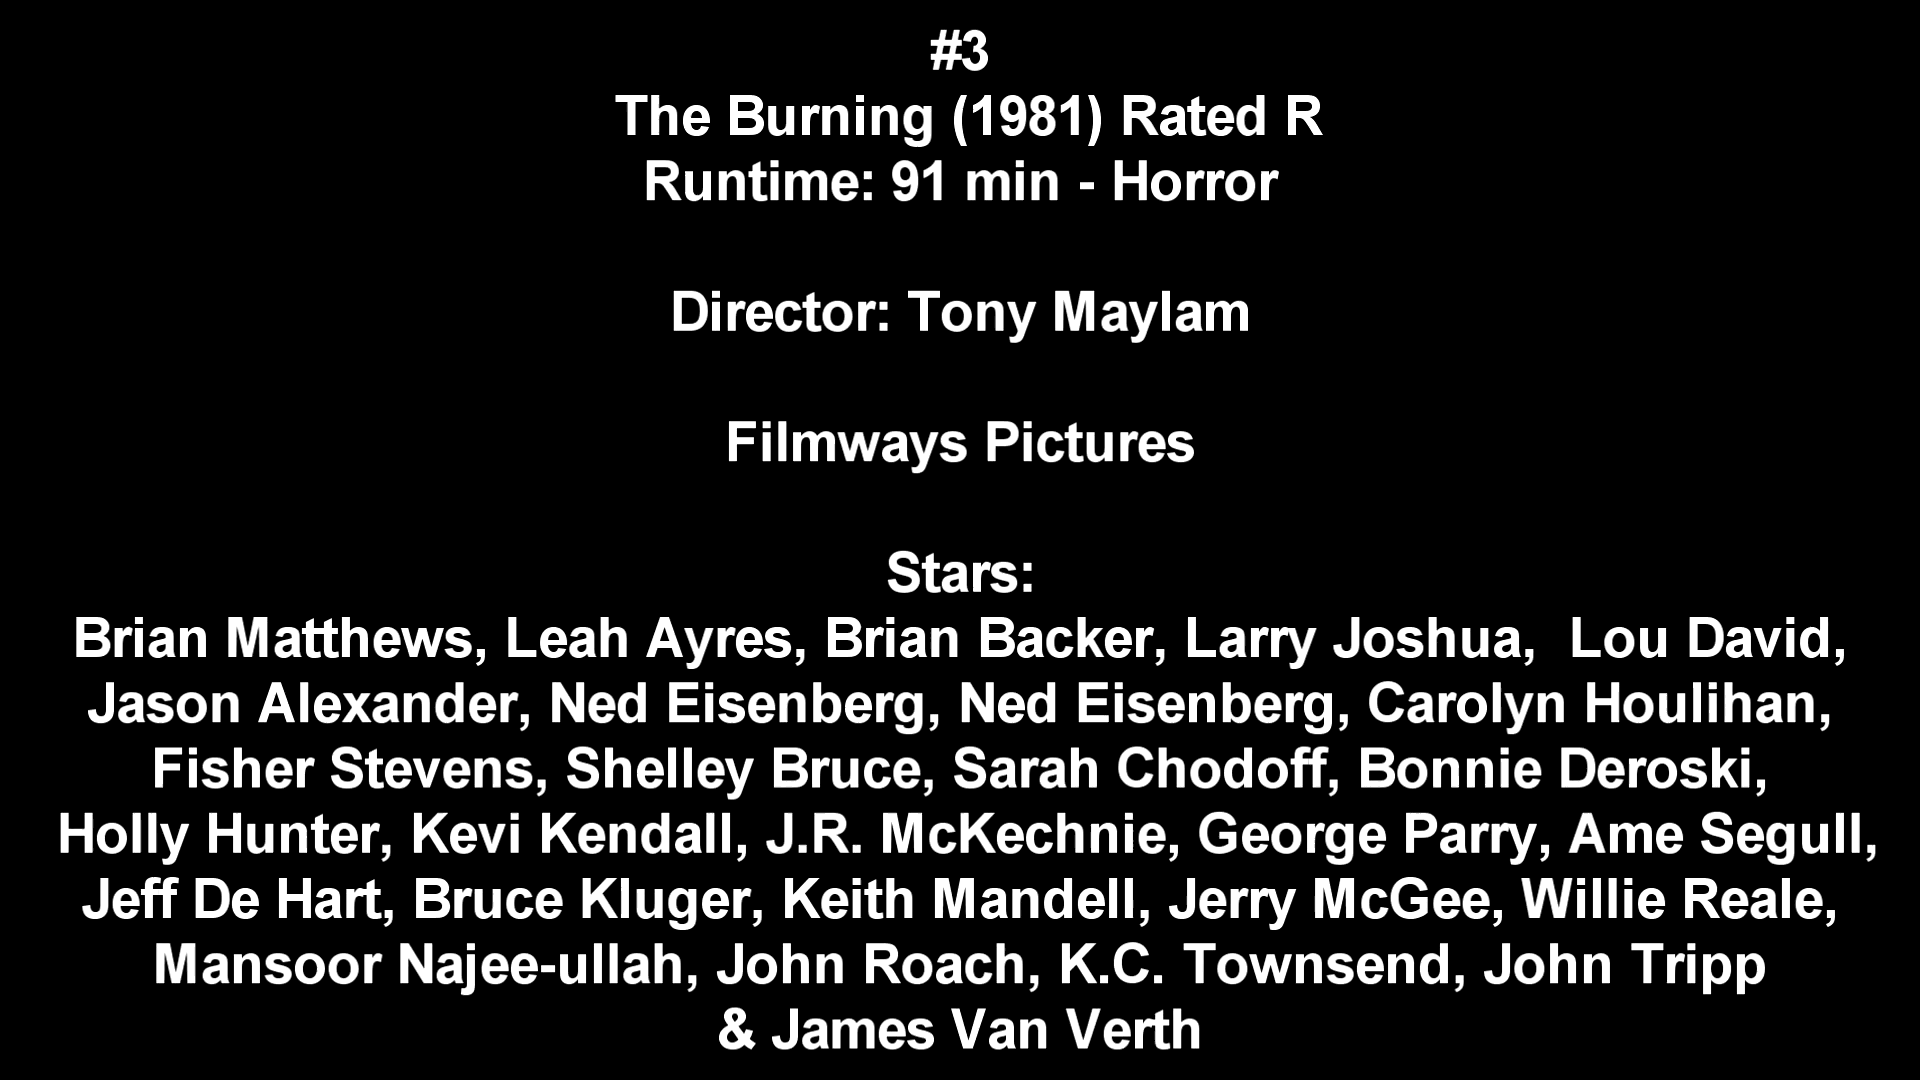 #3
The Burning (1981) Rated R
Runtime: 91 min - Horror
Director: Tony Maylam
Filmways Pictures
Stars:
Brian Matthews, Leah Ayres, Brian Backer, Larry Joshua,  Lou David,
Jason Alexander, Ned Eisenberg, Ned Eisenberg, Carolyn Houlihan,
Fisher Stevens, Shelley Bruce, Sarah Chodoff, Bonnie Deroski,
Holly Hunter, Kevi Kendall, J.R. McKechnie, George Parry, Ame Segull,
Jeff De Hart, Bruce Kluger, Keith Mandell, Jerry McGee, Willie Reale,
Mansoor Najee-ullah, John Roach, K.C. Townsend, John Tripp
& James Van Verth